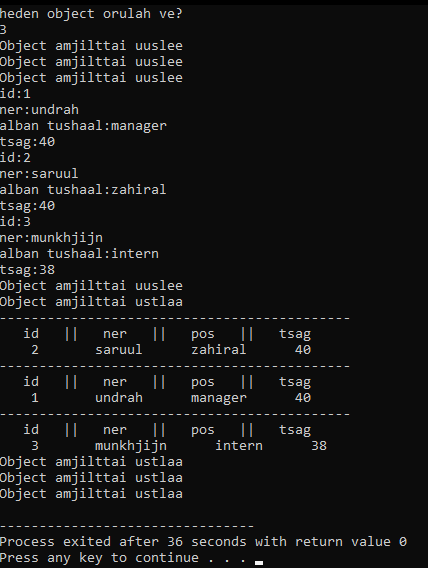 heden object orulah ve?
3
Object amjilttai uuslee
Object amjilttai uuslee
Object amjilttai uuslee
id:1
ner:undrah
alban tushaal:manager
tsag:40
id:2
ner:saruul
alban tushaal:zahiral
tsag:40
id:3
ner:munkhjijn
alban tushaal:intern
tsag:38
Object amjilttai uuslee
Object amjilttai ustlaa
--------------------------------------------
   id   ||   ner   ||   pos   ||   tsag
    2       saruul      zahiral      40
--------------------------------------------
   id   ||   ner   ||   pos   ||   tsag
    1       undrah      manager      40
--------------------------------------------
   id   ||   ner   ||   pos   ||   tsag
    3       munkhjijn      intern      38
Object amjilttai ustlaa
Object amjilttai ustlaa
Object amjilttai ustlaa
--------------------------------
Process exited after 36 seconds with return value 0
Press any key to continue . . .